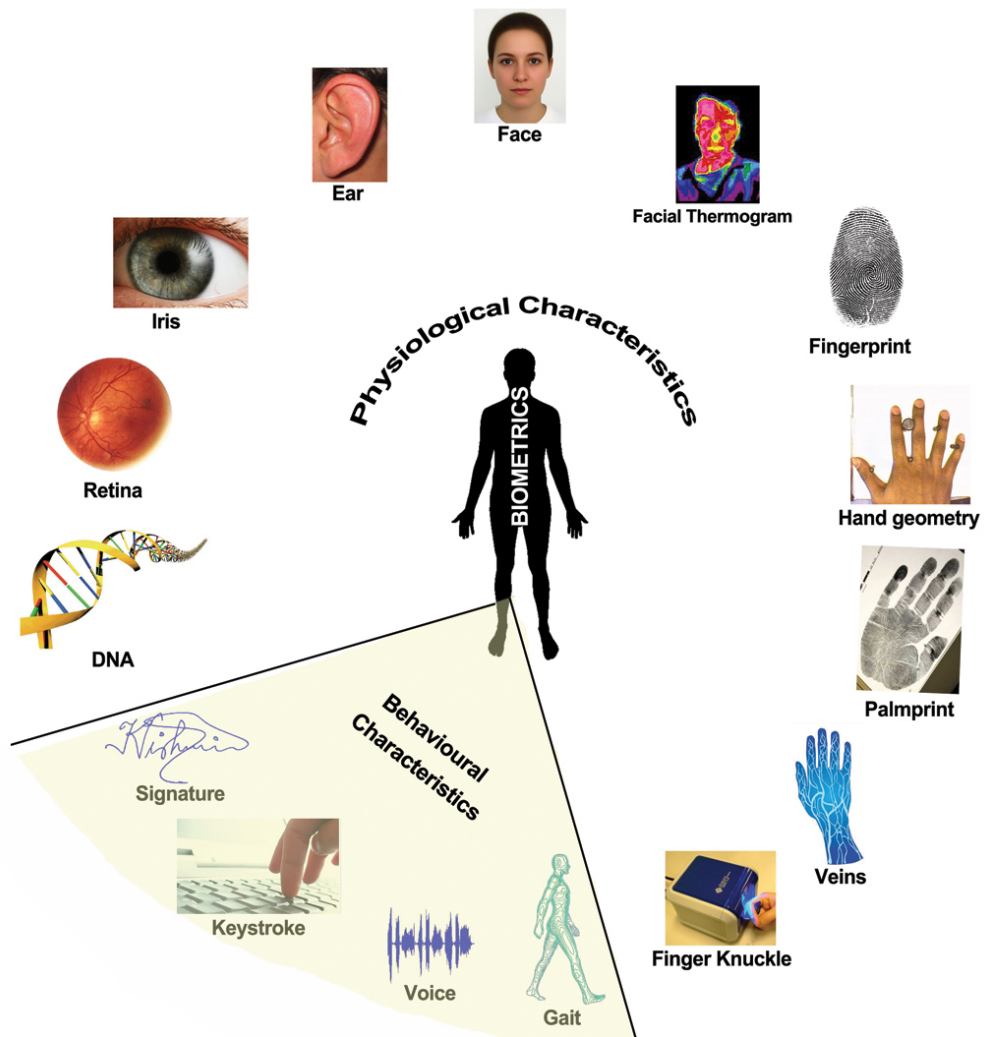 Face
Ear
Facial Thermogram
Iris
Fingerprint
Physiological Characteristics
BIOMETRICS
Retina
Hand geometry
DNA
Palmprint
Behavioural
Characteristics
Signature
Veins
Keystroke
Finger Knuckle
Voice
Gait